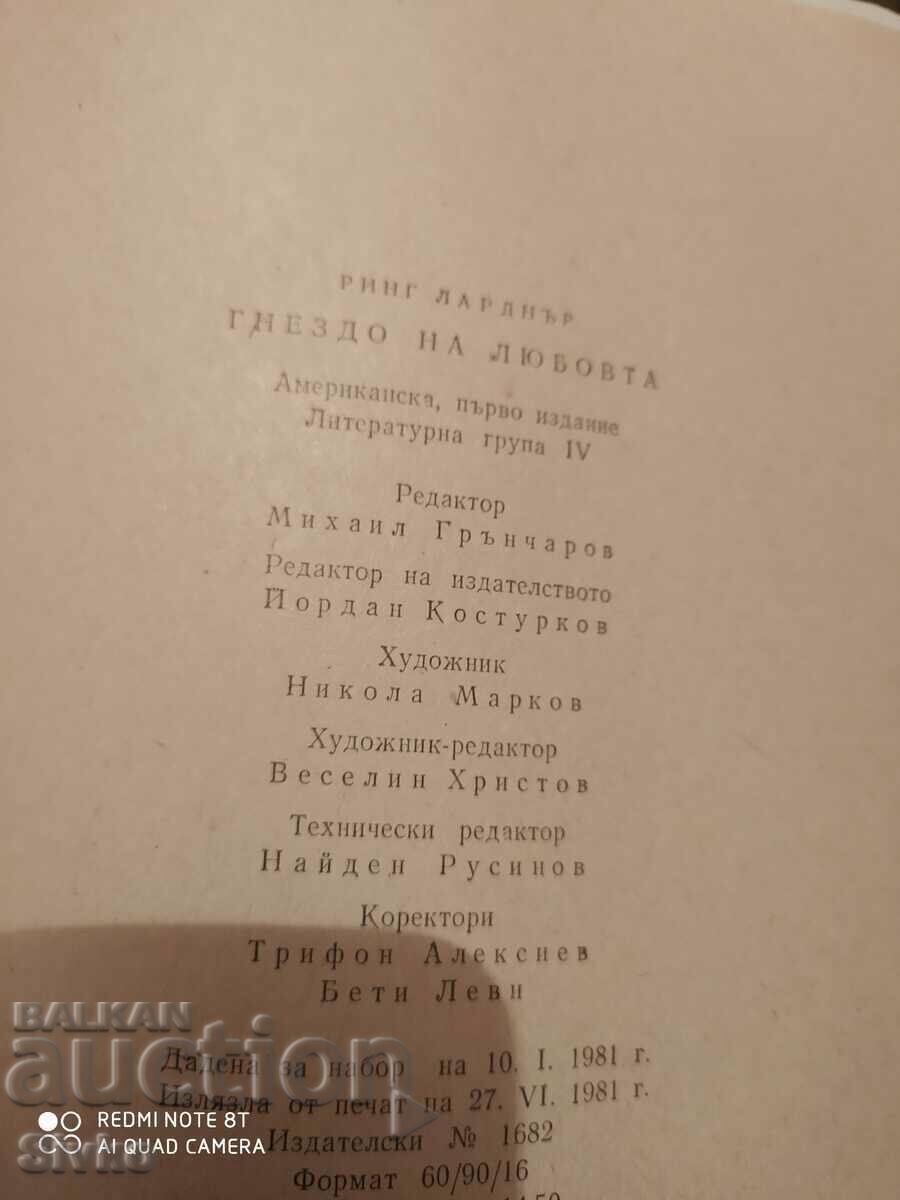 РИНГ ЛАРДНЪР
ГНЕЗДО НА ЛЮБОВТА
Американска, първо издание
Литературна група IV
Редактор
Михаил Грънчаров
Редактор на издателството
Йордан Костурков
Художник
Никола Марков
Художник-редактор
Веселин Христов
Технически редактор
Найден Русинов
Коректори
Трифон Алексиев
Бети Леви
Дадена за набор на 10. I. 1981 г.
Излязла от печат на 27. VI. 1981 г.
Издателски № 1682
Формат 60/90/16
BALKAN
auction
REDMI NOTE 8T
AI QUAD CAMERA